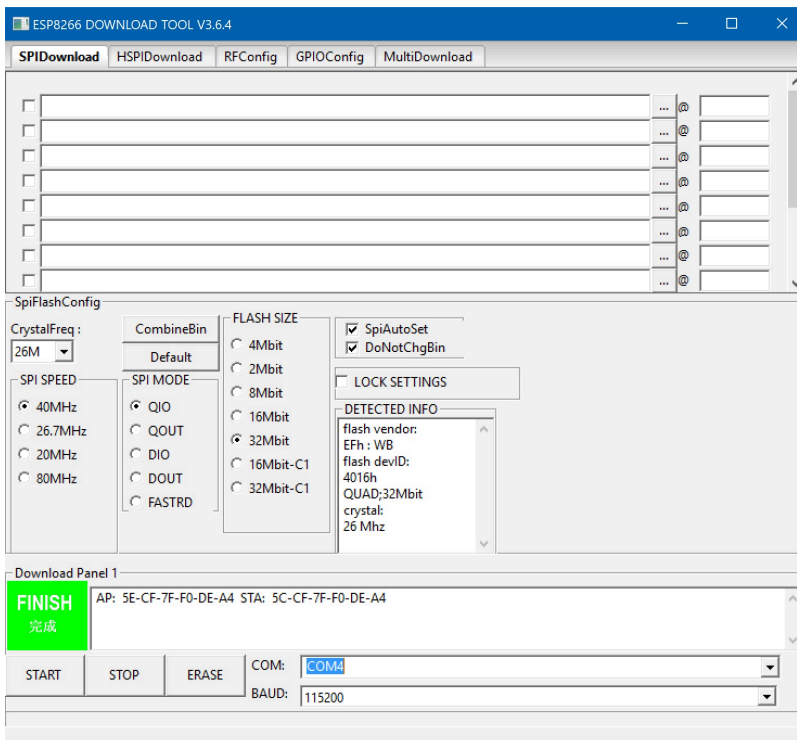 ESP8266 DOWNLOAD TOOL V3.6.4
SPIDownload HSPIDownload RFConfig GPIOConfig MultiDownload
... @
... @
... @
... @
... @
... @
... @
... @
SpiFlashConfig
CrystalFreq :
26M
CombineBin
Default
SPI SPEED
40MHz
26.7MHz
20MHz
80MHz
SPI MODE
QIO
QOUT
DIO
DOUT
FASTRD
FLASH SIZE
4Mbit
2Mbit
8Mbit
16Mbit
32Mbit
16Mbit-C1
32Mbit-C1
SpiAutoSet
DoNotChgBin
LOCK SETTINGS
DETECTED INFO
flash vendor:
EFh : WB
flash devID:
4016h
QUAD;32Mbit
crystal:
26 Mhz
Download Panel 1
FINISH
完成
AP: 5E-CF-7F-F0-DE-A4 STA: 5C-CF-7F-F0-DE-A4
START STOP ERASE
COM: COM4
BAUD: 115200